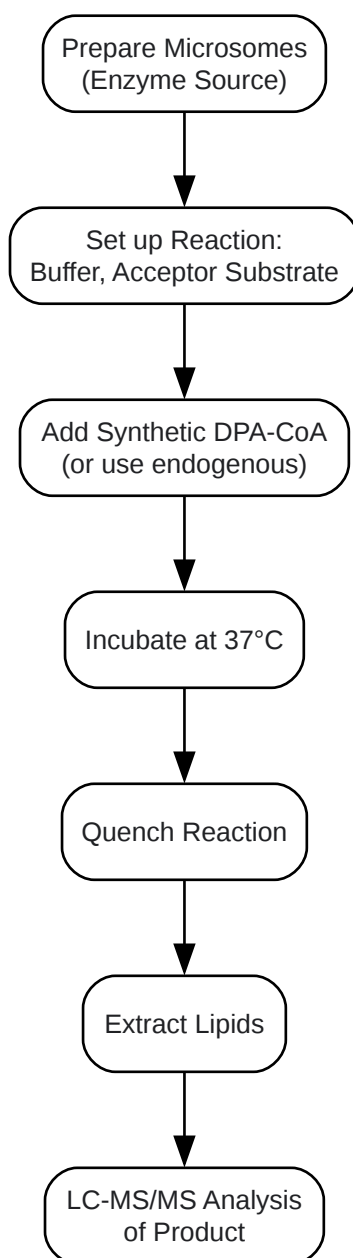 Prepare Microsomes
(Enzyme Source)
Set up Reaction:
Buffer, Acceptor Substrate
Add Synthetic DPA-CoA
(or use endogenous)
Incubate at 37°C
Quench Reaction
Extract Lipids
LC-MS/MS Analysis
of Product